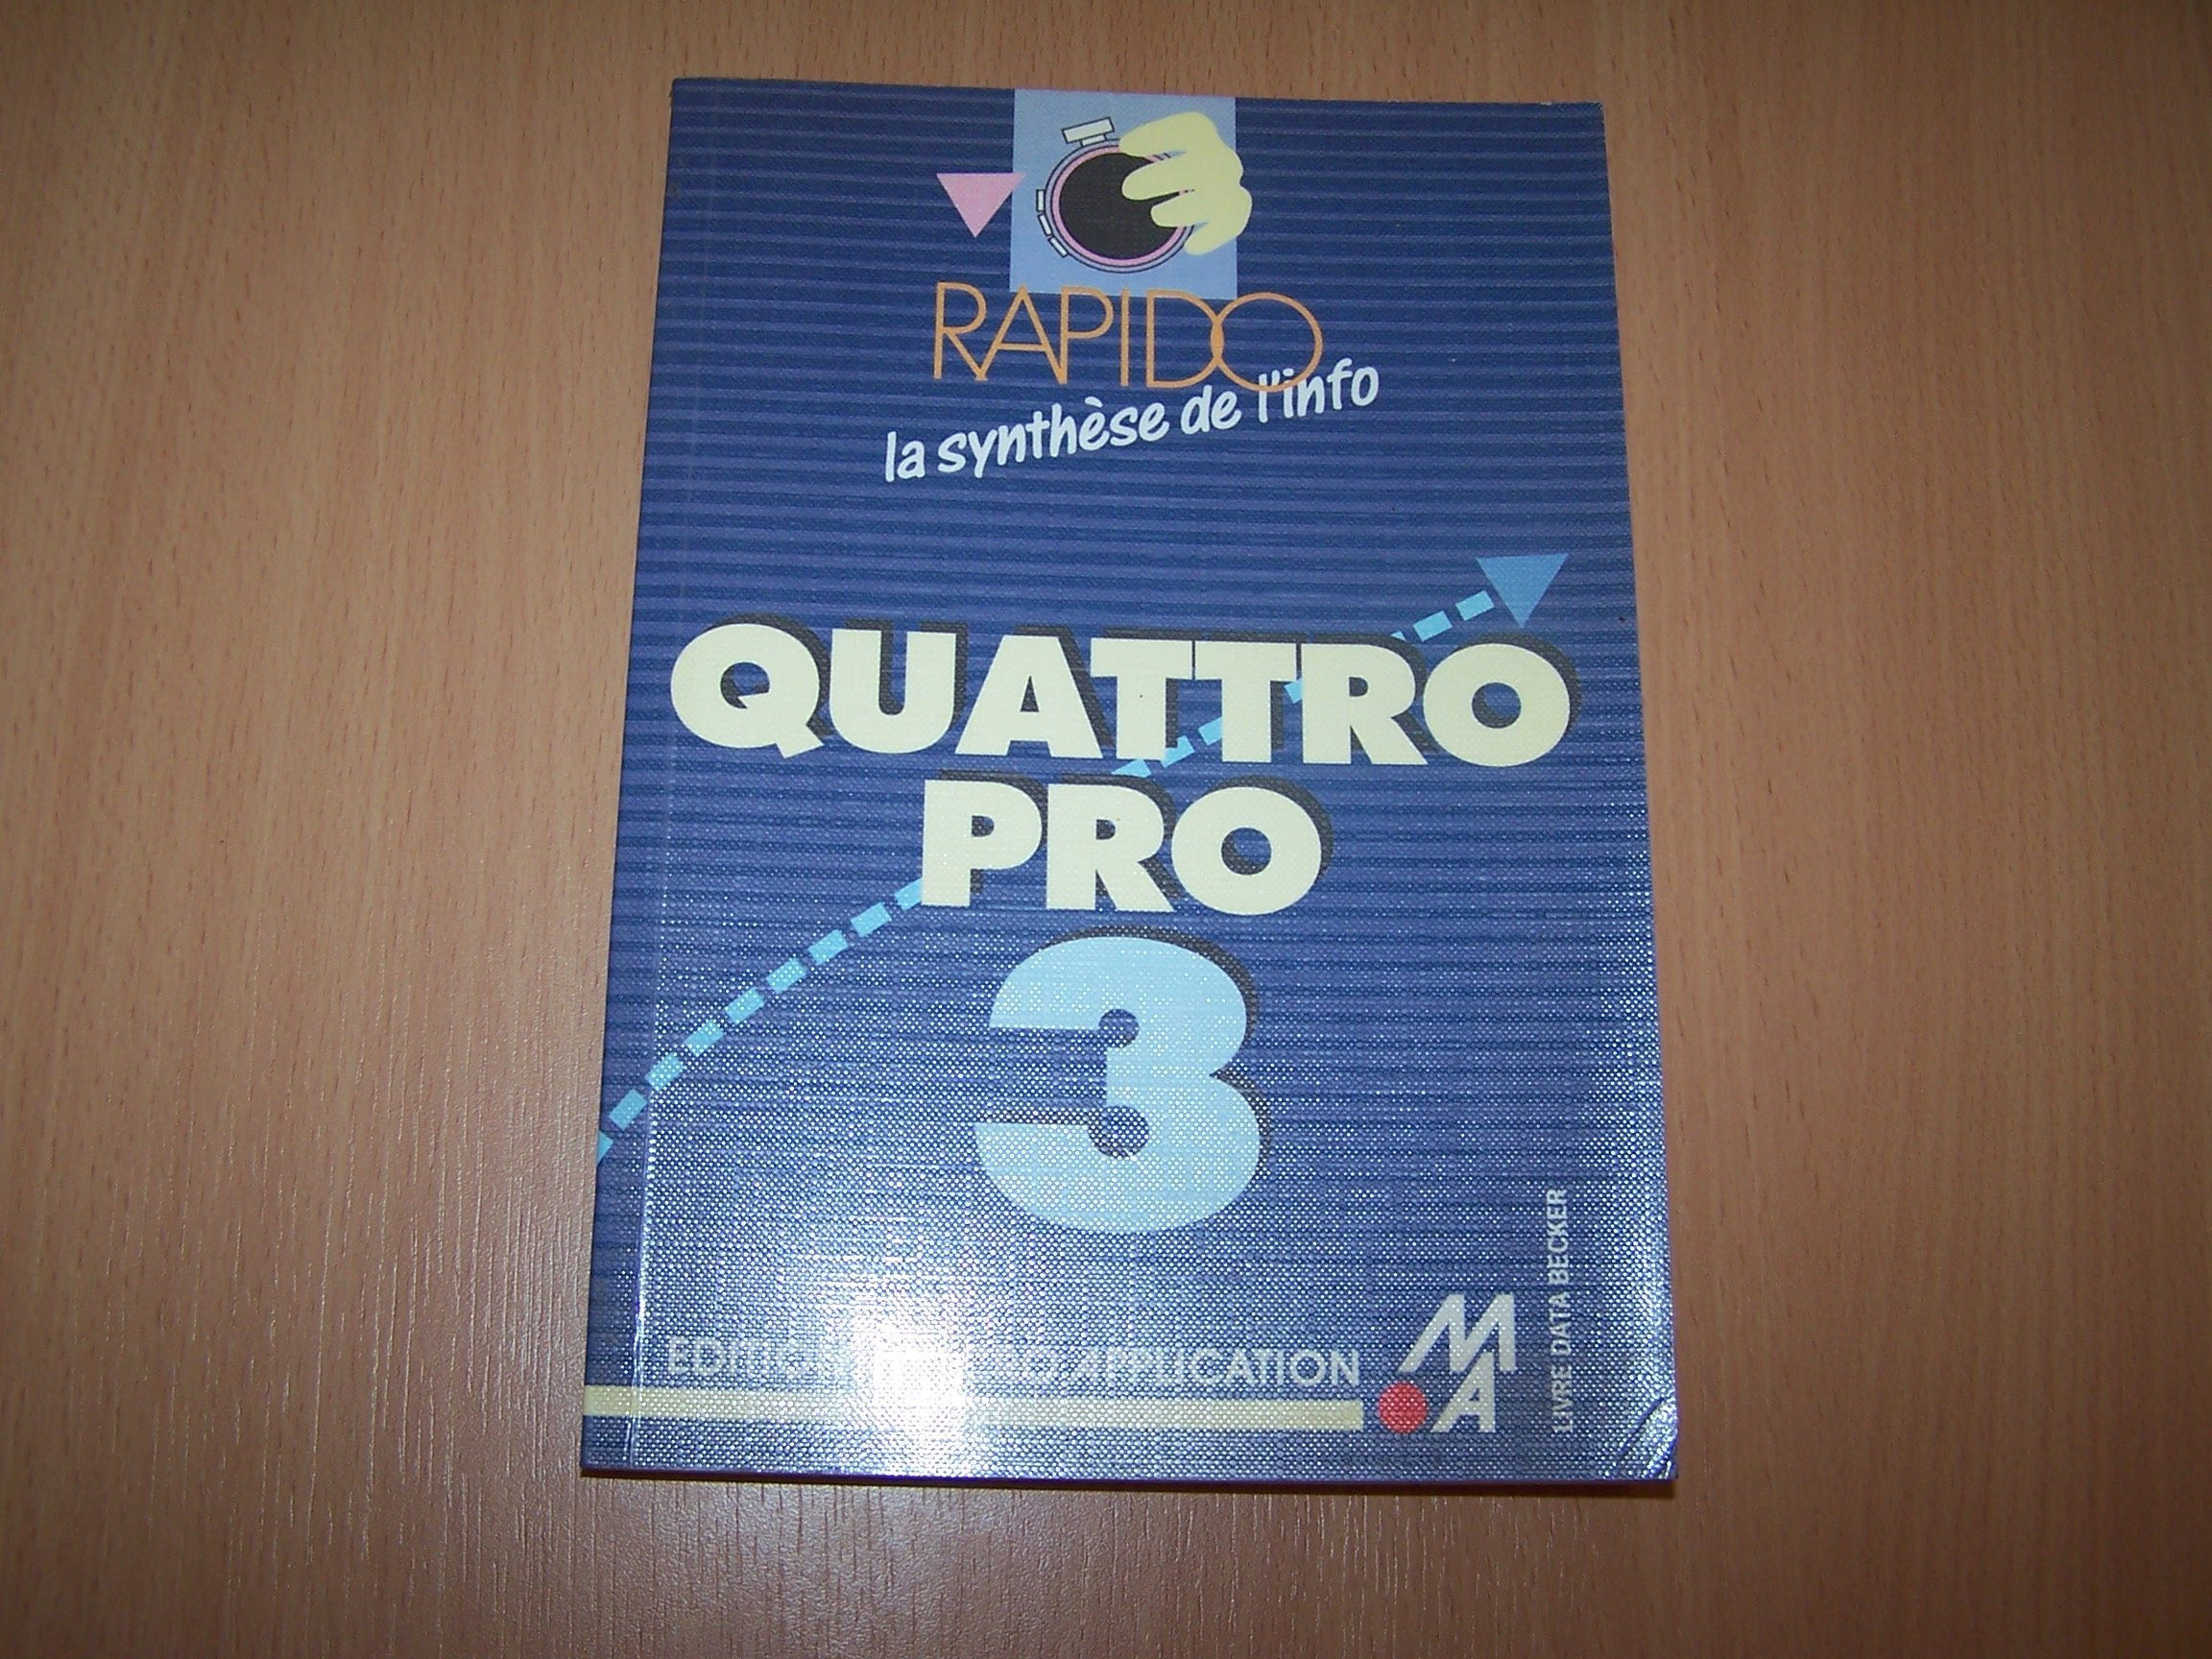 RAPIDO
la synthèse de l'info
QUATTRO
PRO
3
APPLICATION
MA
LIVRE DATA BECKER